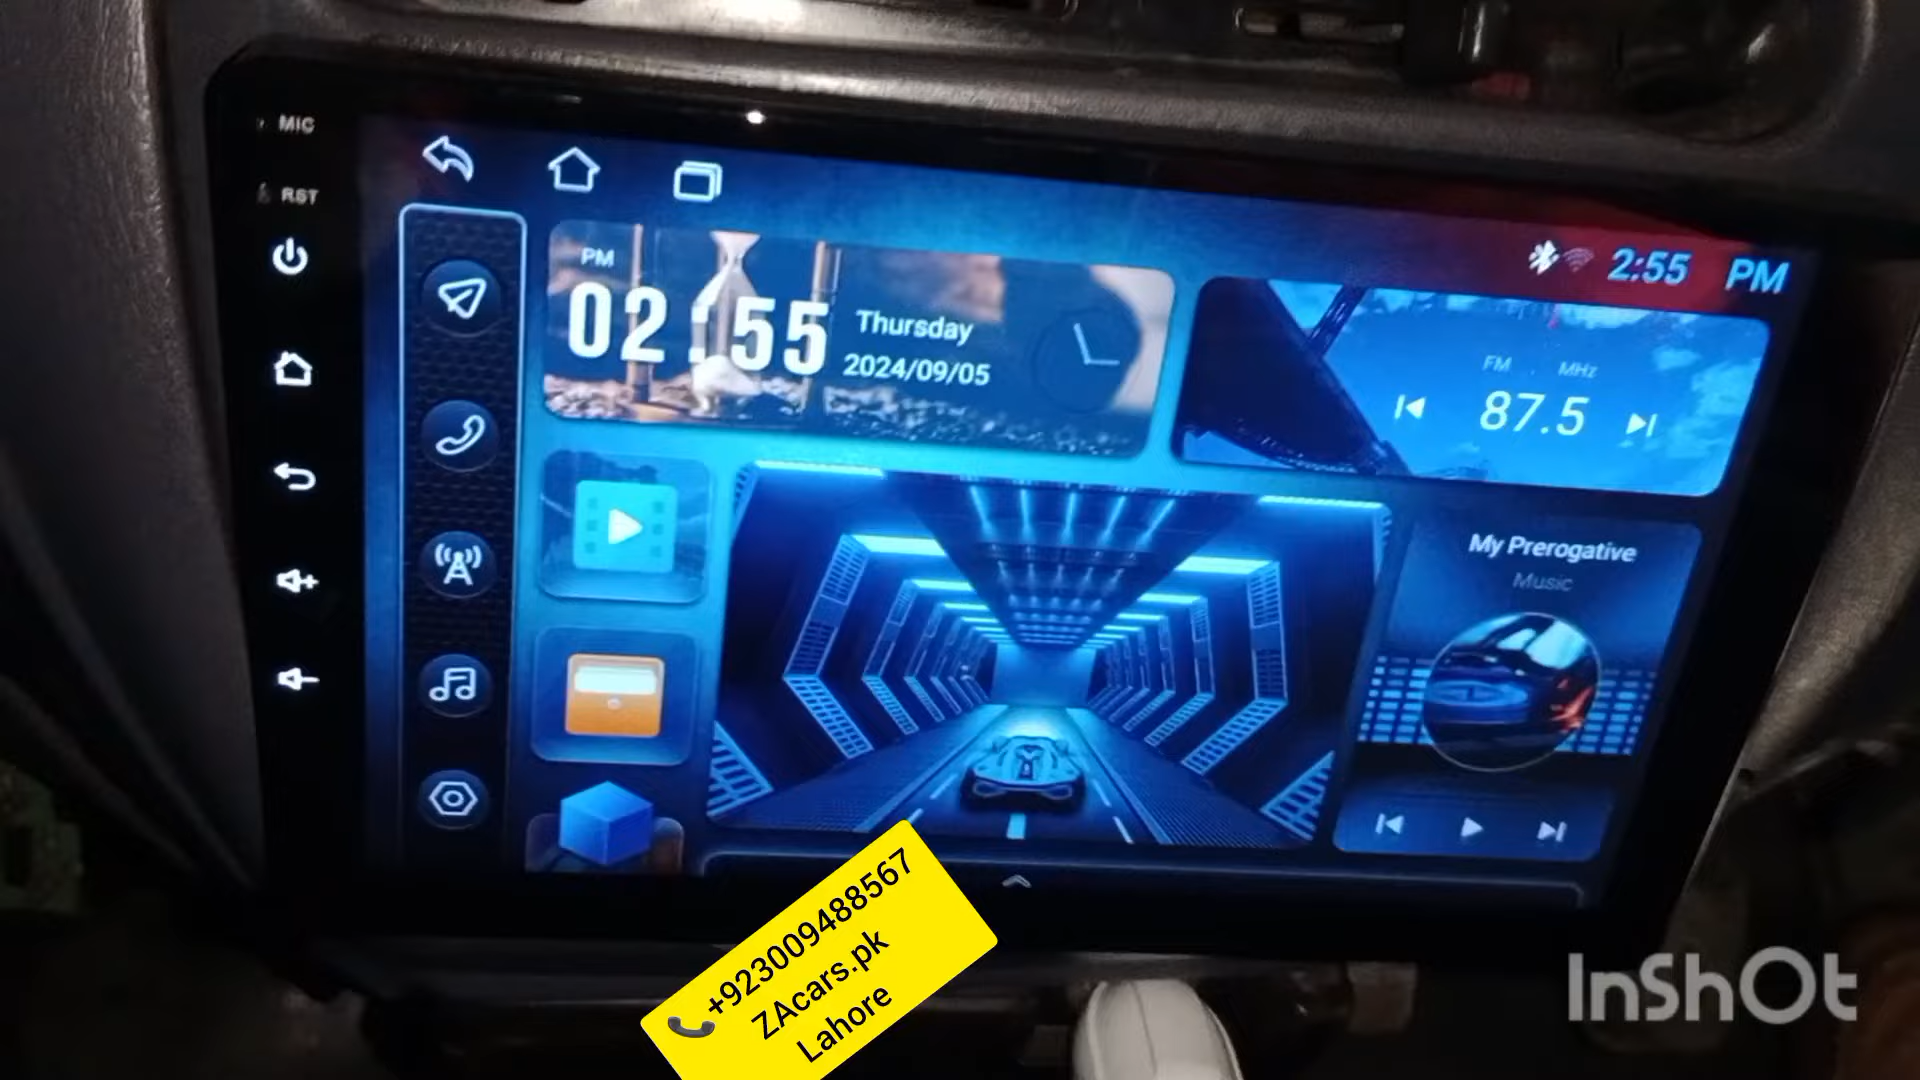 MIC
RST
2:55 PM
PM
02:55
Thursday
2024/09/05
FM MHz
87.5
My Prerogative
Music
+923009488567
ZAcars.pk
Lahore
InShOt